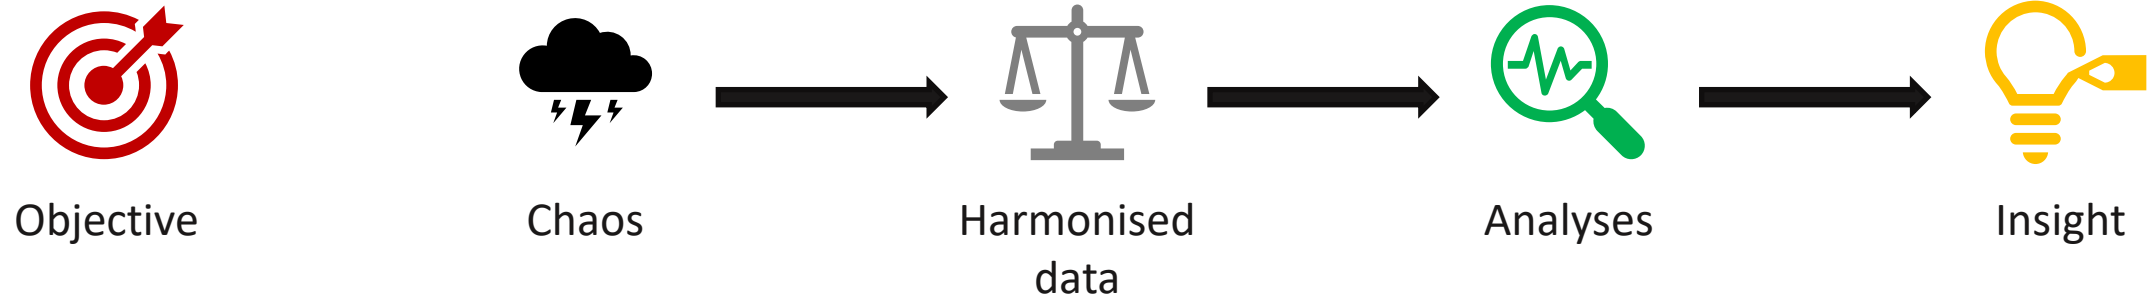 Objective
Chaos
Harmonised
data
Analyses
Insight